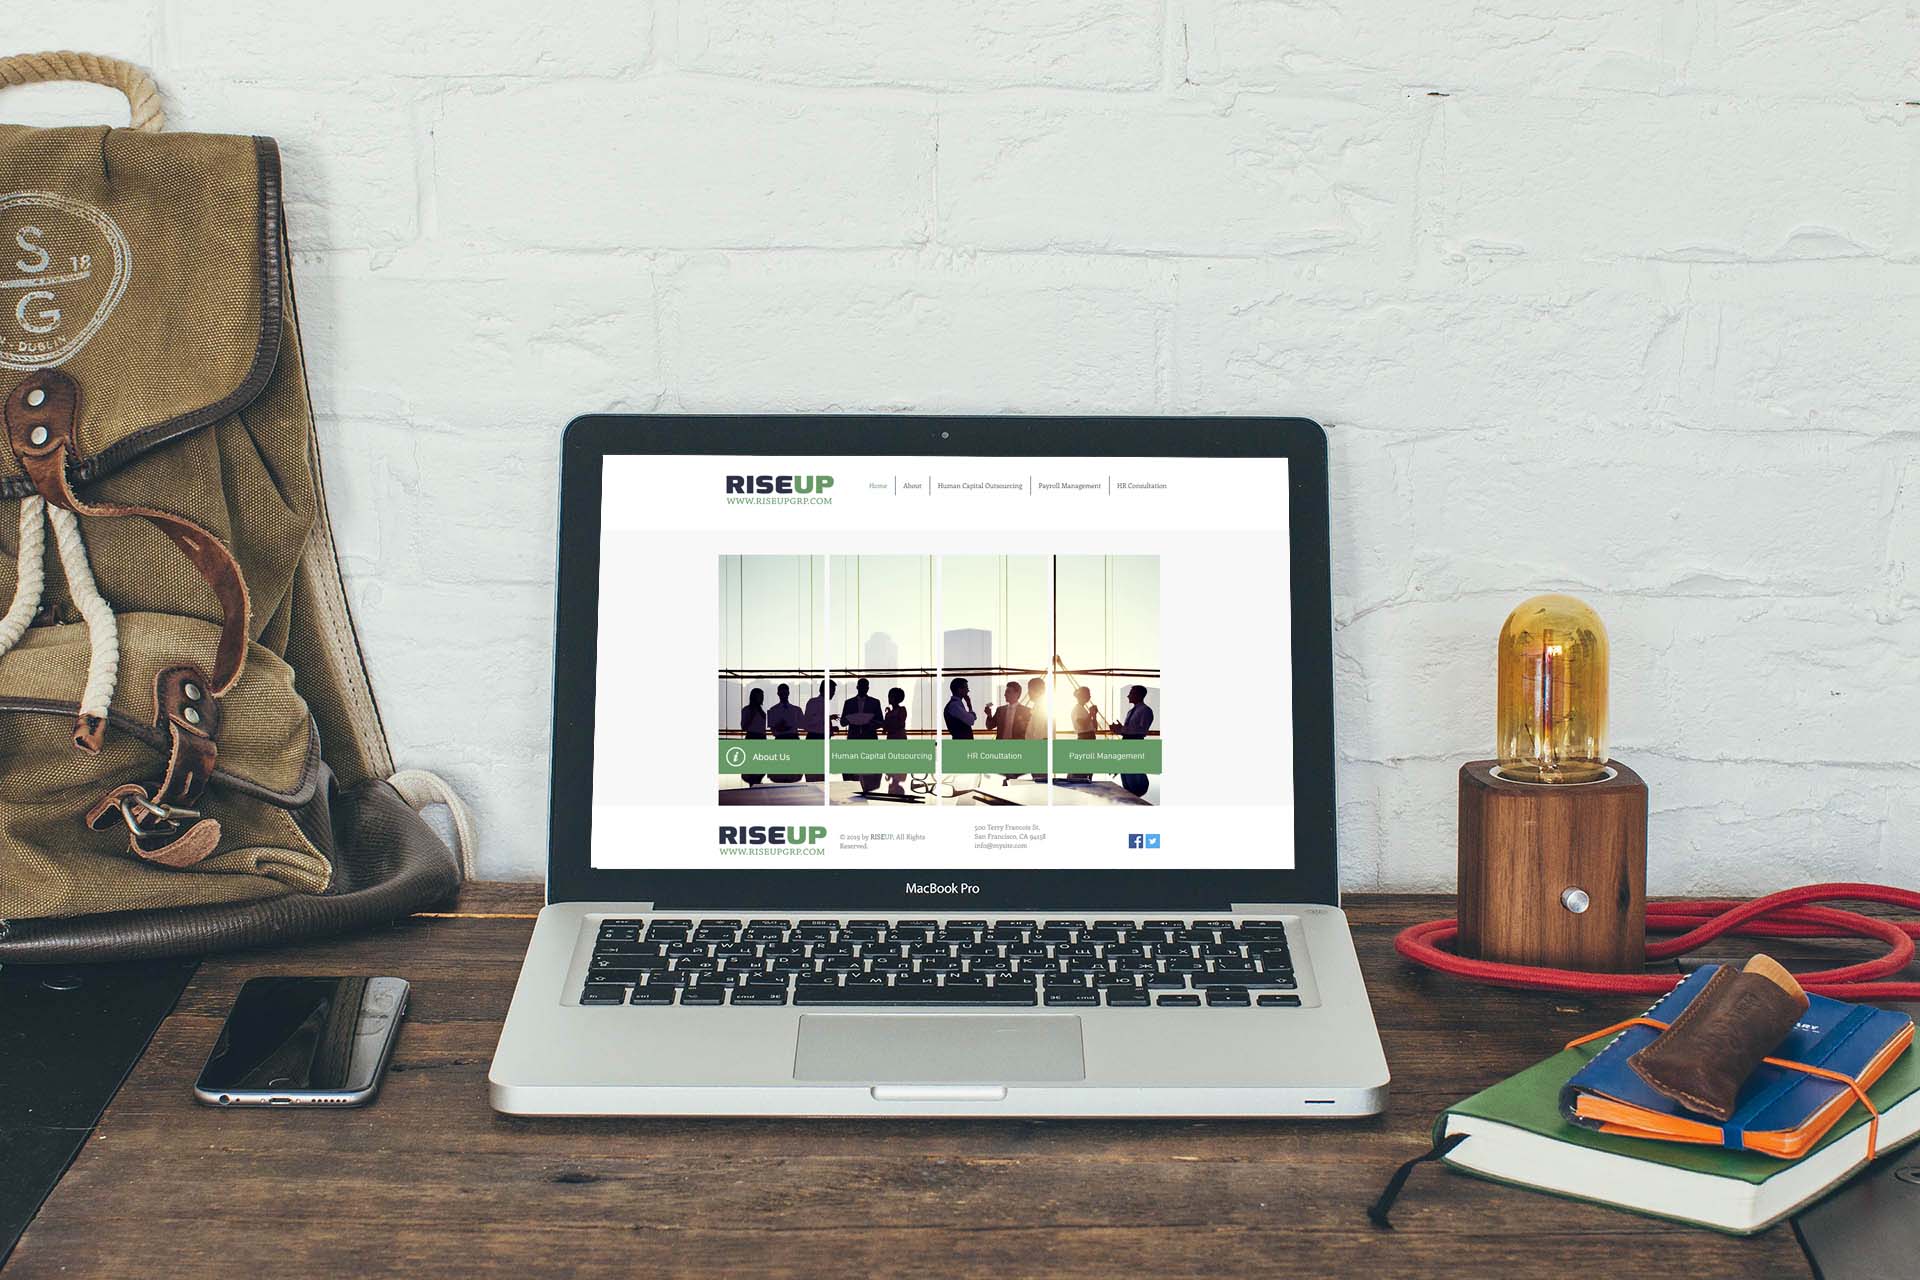 S
18
G
DUBLIN
RISEUP
WWW.RISEUPGRP.COM
Home
About
Human Capital Outsourcing
Payroll Management
HR Consultation
About Us
Human Capital Outsourcing
HR Conultation
Payroll Management
RISEUP
WWW.RISEUPGRP.COM
© 2019 by RISEUP. All Rights
Reserved.
500 Terry Francois St.
San Francisco, CA 94158
info@mysite.com
MacBook Pro